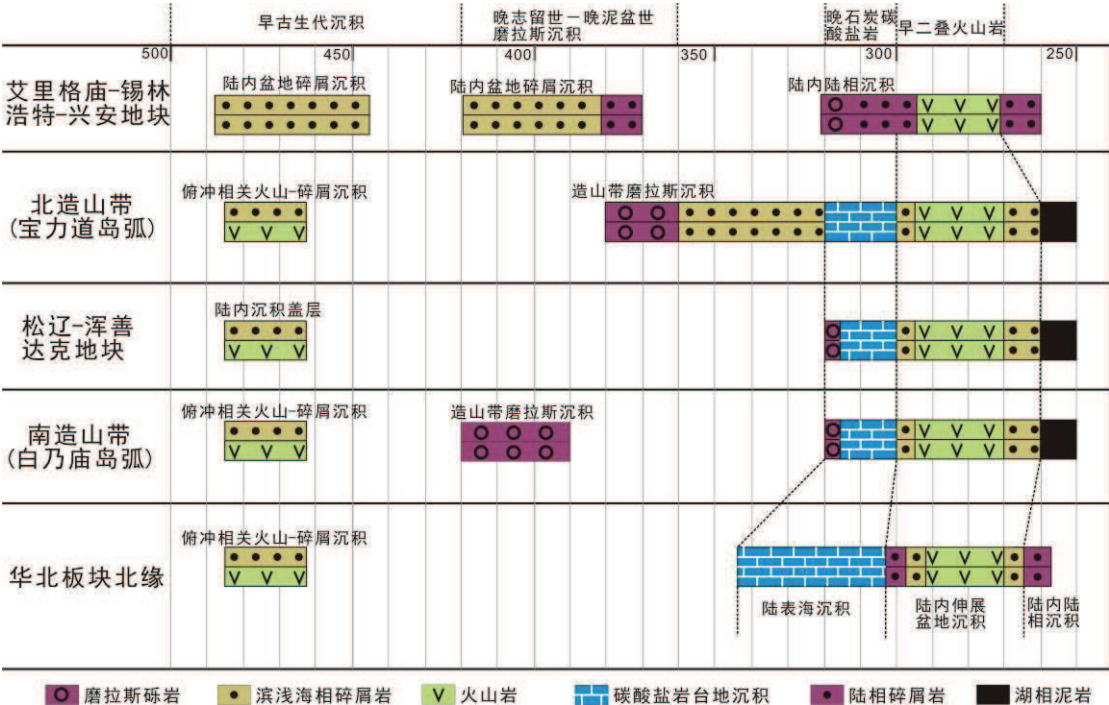 早古生代沉积
晚志留世－晚泥盆世
磨拉斯沉积
晚石炭碳
酸盐岩
早二叠火山岩
500
450
400
350
300
250
艾里格庙-锡林
浩特-兴安地块
陆内盆地碎屑沉积
陆内盆地碎屑沉积
陆内陆相沉积
北造山带
(宝力道岛弧)
俯冲相关火山-碎屑沉积
造山带磨拉斯沉积
松辽-浑善
达克地块
陆内沉积盖层
南造山带
(白乃庙岛弧)
俯冲相关火山-碎屑沉积
造山带磨拉斯沉积
华北板块北缘
俯冲相关火山-碎屑沉积
陆表海沉积
陆内伸展
盆地沉积
陆内陆
相沉积
磨拉斯砾岩
滨浅海相碎屑岩
火山岩
碳酸盐岩台地沉积
陆相碎屑岩
湖相泥岩